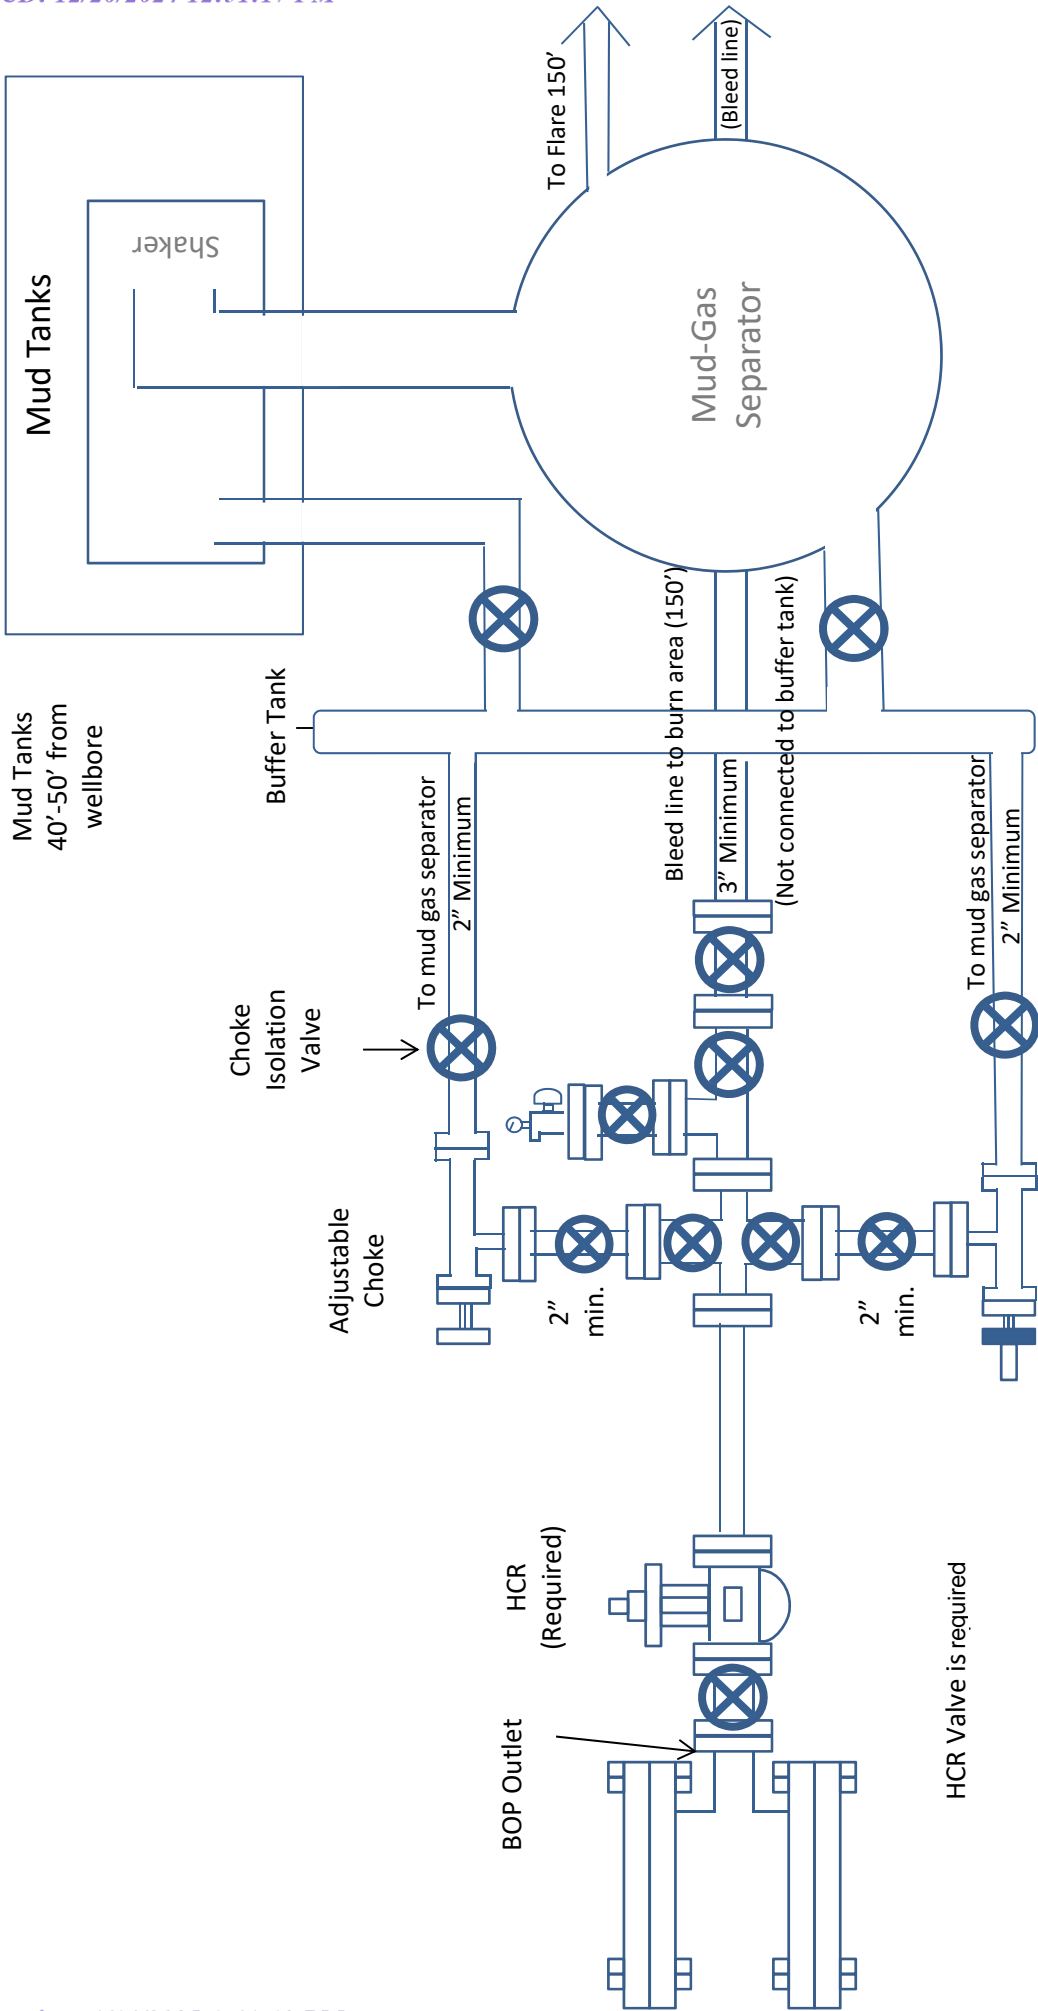 Mud Tanks
Shaker
To Flare 150’
(Bleed line)
Mud-Gas
Separator
Mud Tanks
40’-50’ from
wellbore
Buffer Tank
Bleed line to burn area (150’)
3” Minimum
(Not connected to buffer tank)
To mud gas separator
2” Minimum
To mud gas separator
2” Minimum
Choke
Isolation
Valve
Adjustable
Choke
2”
min.
2”
min.
HCR
(Required)
BOP Outlet
HCR Valve is required